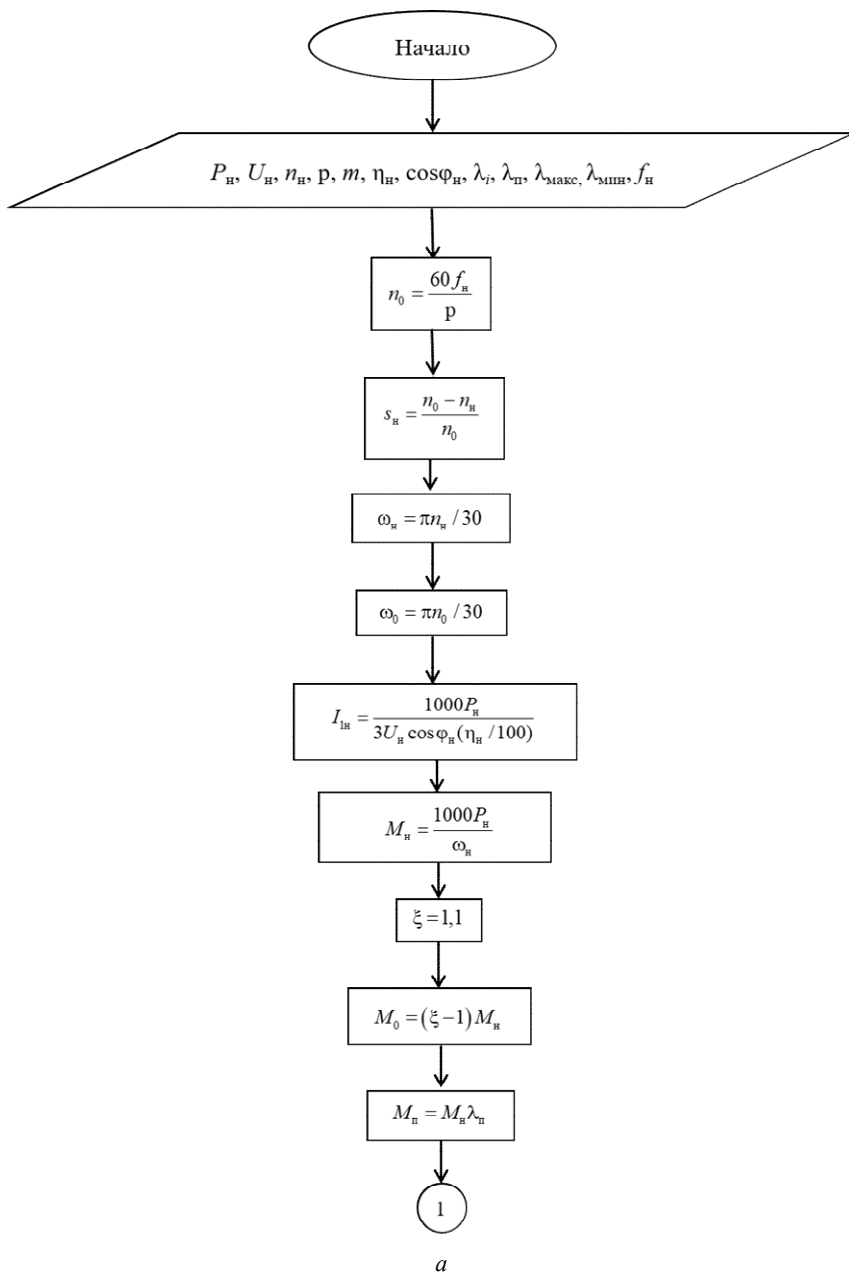 Начало
Pн, Uн, nн, p, m, ηн, cosφн, λi, λп, λмакс, λмин, fн
n0 = 60fн / p
sн = n0 − nн / n0
ωн = πnн / 30
ω0 = πn0 / 30
I1н = 1000Pн / 3Uн cosφн(ηн / 100)
Mн = 1000Pн / ωн
ξ = 1,1
M0 = (ξ − 1)Mн
Mп = Mнλп
1
а